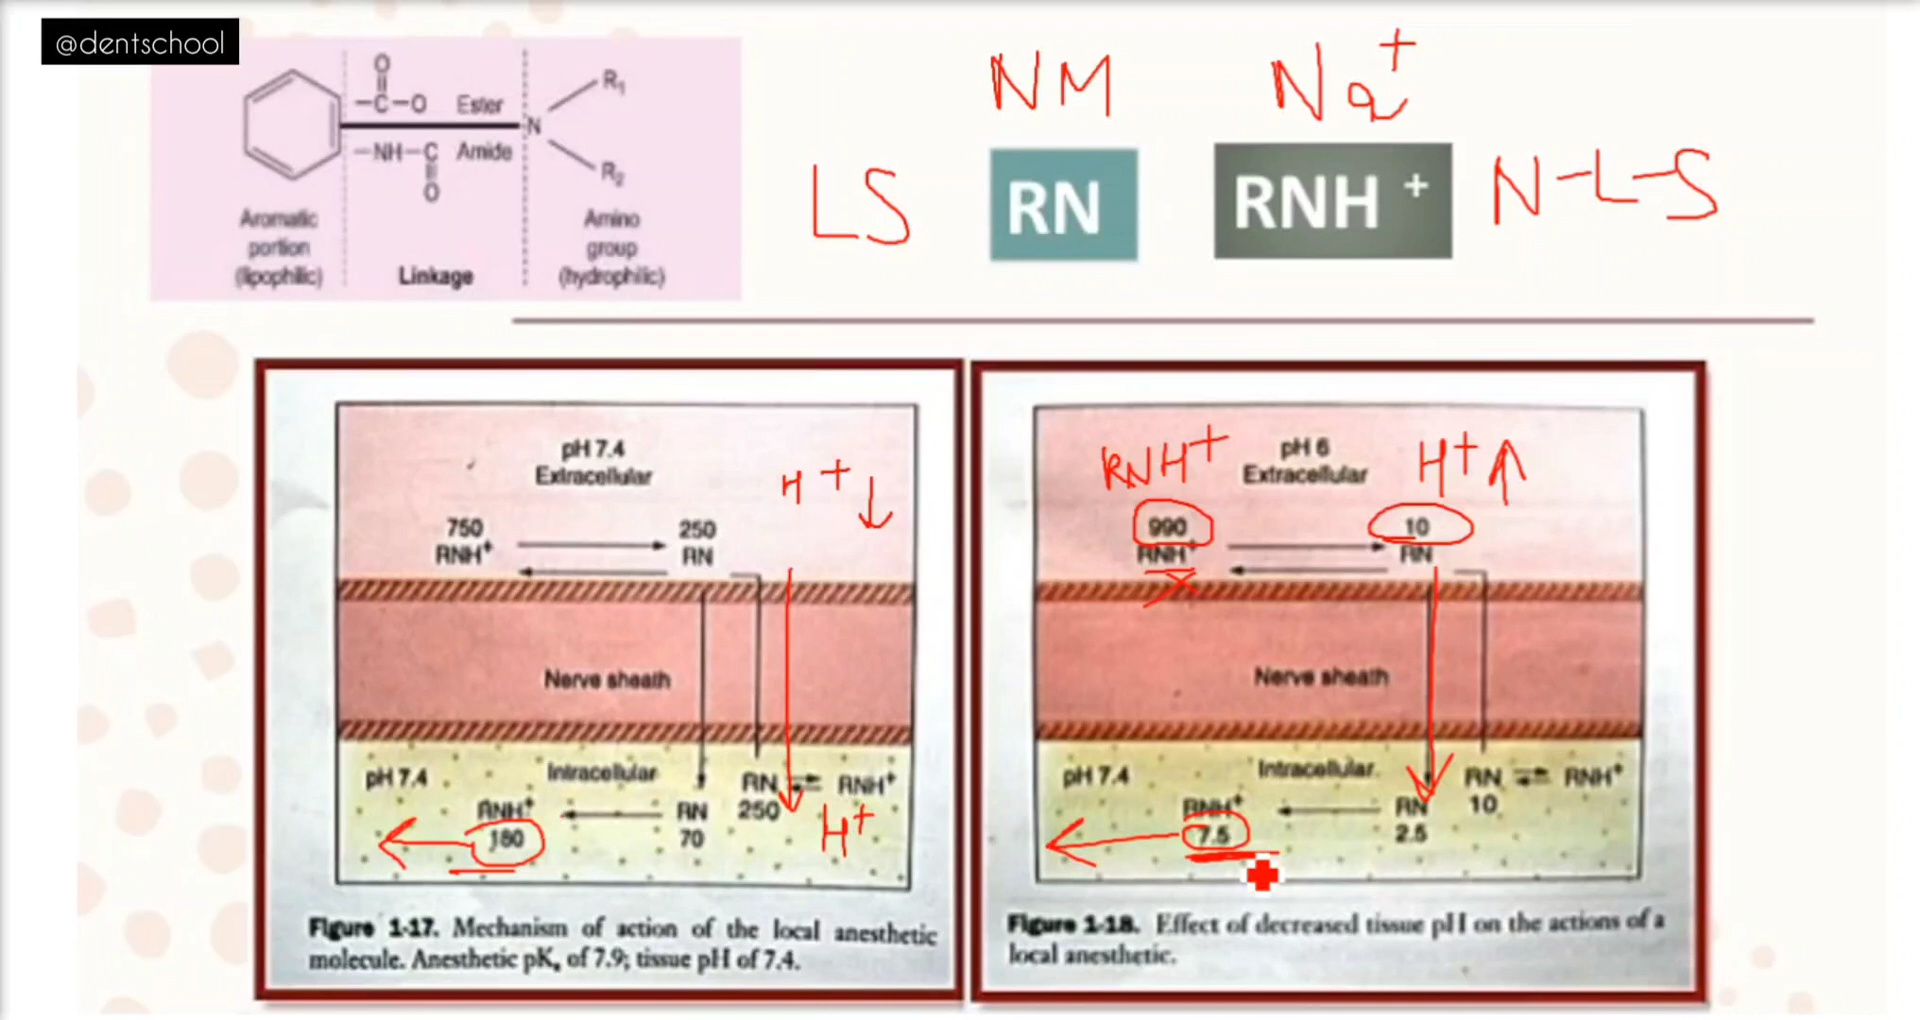 @dentschool
O
-C-O Ester
N
R1
R2
-NH-C Amide
O
Aromatic
portion
(lipophilic)
Linkage
Amino
group
(hydrophilic)
NM
Na+
LS
RN
RNH +
N-L-S
pH 7.4
Extracellular
H+ ↓
750
RNH+
250
RN
Nerve sheath
pH 7.4
Intracellular
RNH+
180
RN
70
RN ⇌ RNH+
250
H+
Figure 1-17. Mechanism of action of the local anesthetic
molecule. Anesthetic pKa of 7.9; tissue pH of 7.4.
RNH+
pH 6
Extracellular
H+ ↑
990
RNH+
10
RN
Nerve sheath
pH 7.4
Intracellular.
RNH+
7.5
RN
2.5
RN ⇌ RNH+
10
Figure 1-18. Effect of decreased tissue pH on the actions of a
local anesthetic.